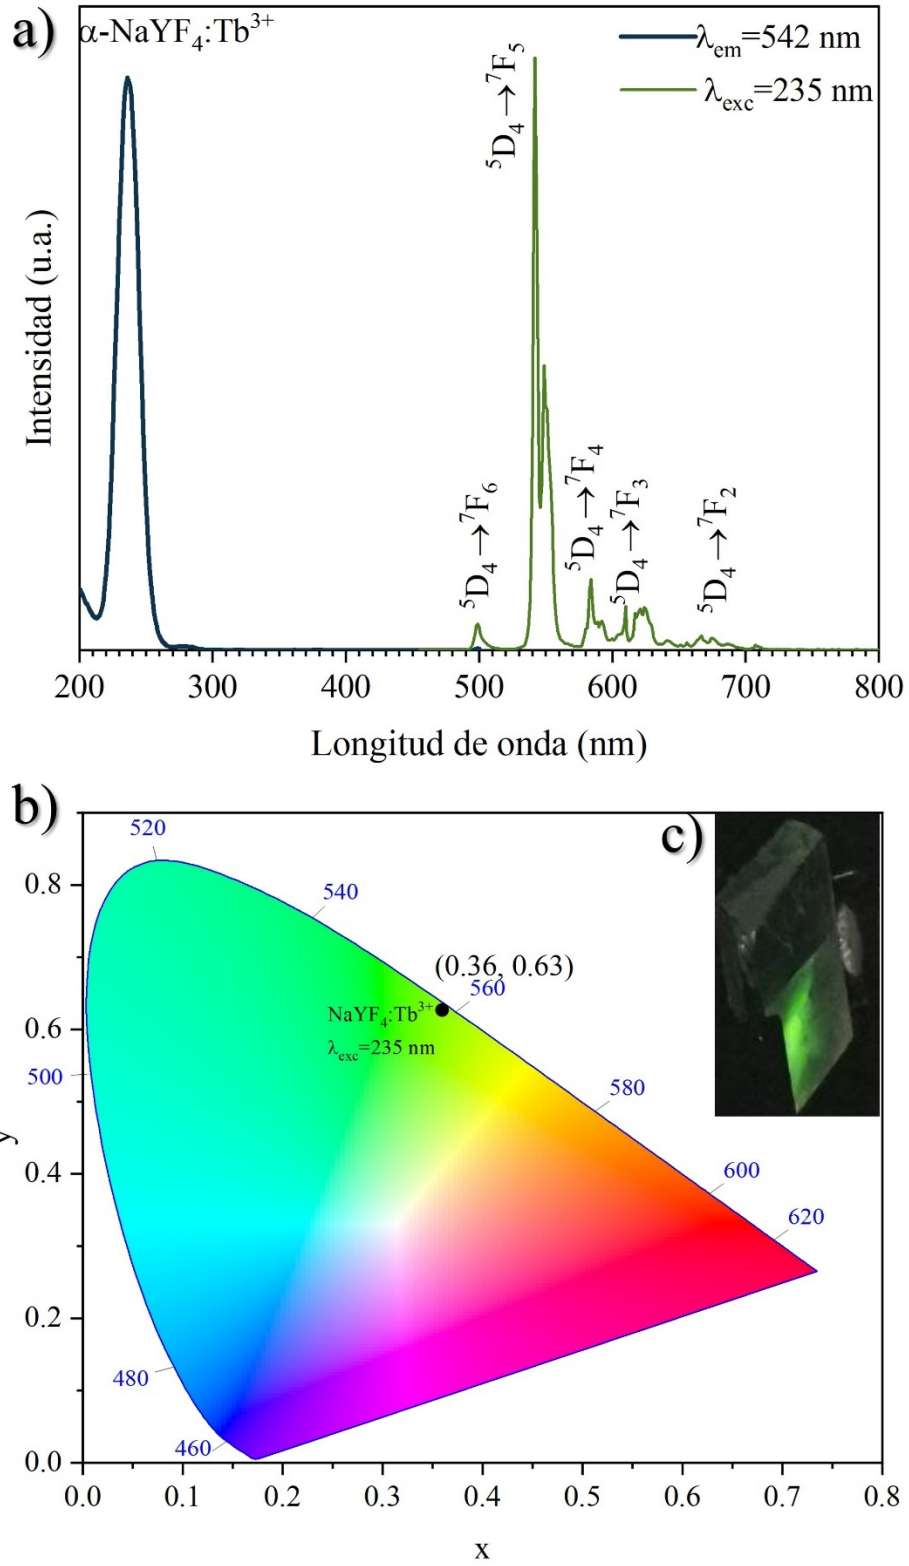 a)
α-NaYF₄:Tb³⁺
λem=542 nm
λexc=235 nm
⁵D₄→⁷F₅
⁵D₄→⁷F₆
⁵D₄→⁷F₄
⁵D₄→⁷F₃
⁵D₄→⁷F₂
Intensidad (u.a.)
200 300 400 500 600 700 800
Longitud de onda (nm)
b)
c)
520
0.8
540
(0.36, 0.63)
560
NaYF₄:Tb³⁺
λexc=235 nm
0.6
500
580
y
0.4
600
620
0.2
480
460
0.0
0.0 0.1 0.2 0.3 0.4 0.5 0.6 0.7 0.8
x